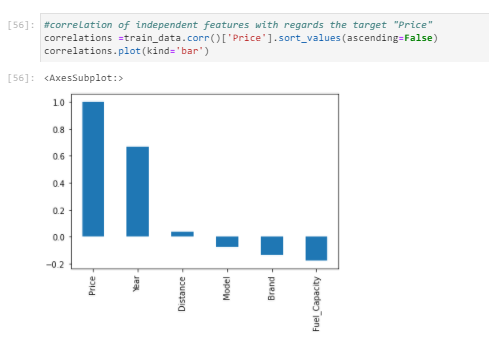 [56]: #correlation of independent features with regards the target "Price"
correlations =train_data.corr()['Price'].sort_values(ascending=False)
correlations.plot(kind='bar')
[56]: <AxesSubplot:>
1.0
0.8
0.6
0.4
0.2
0.0
−0.2
Price
Year
Distance
Model
Brand
Fuel_Capacity